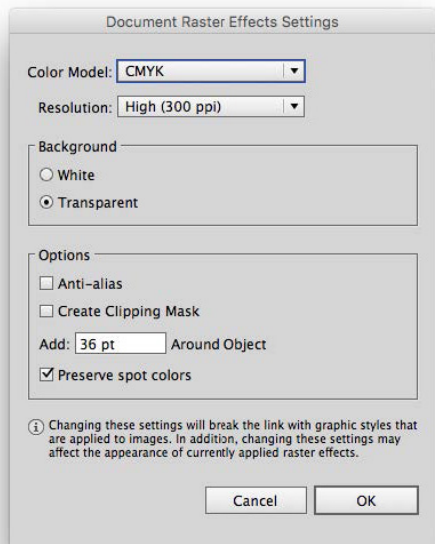 Document Raster Effects Settings
Color Model: CMYK
Resolution: High (300 ppi)
Background
White
Transparent
Options
Anti-alias
Create Clipping Mask
Add: 36 pt Around Object
Preserve spot colors
Changing these settings will break the link with graphic styles that
are applied to images. In addition, changing these settings may
affect the appearance of currently applied raster effects.
Cancel OK